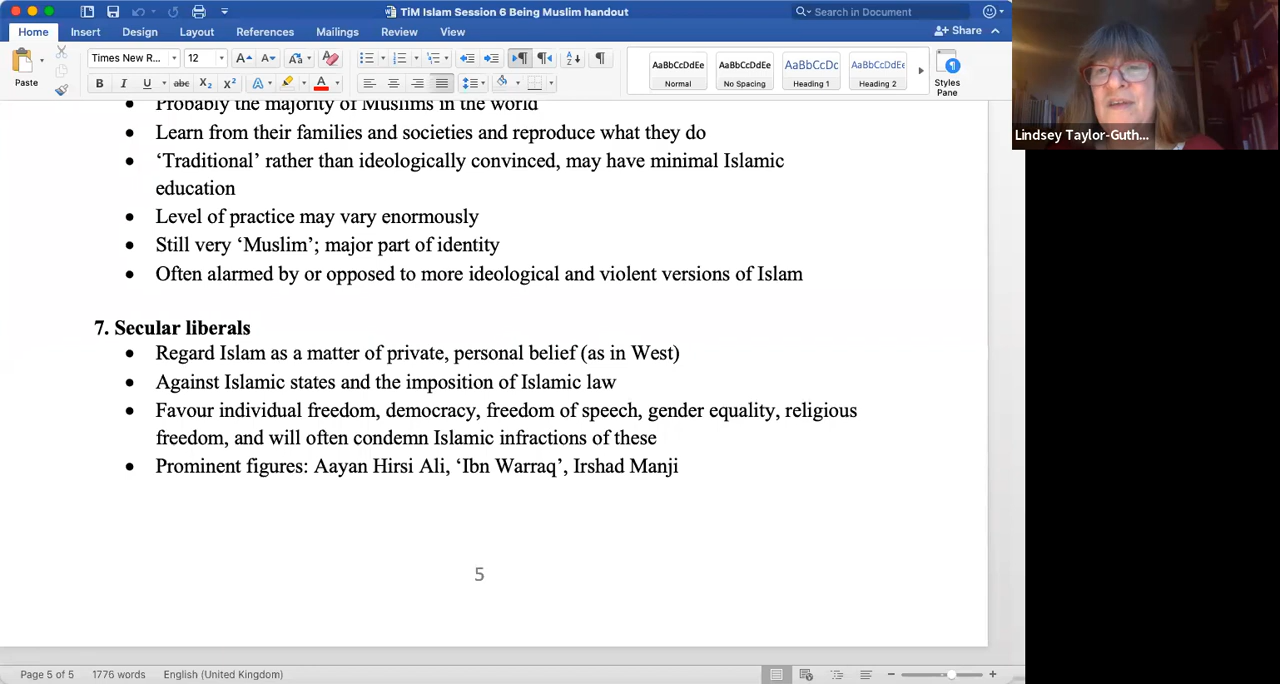 TiM Islam Session 6 Being Muslim handout
Search in Document
Home Insert Design Layout References Mailings Review View
Share
Paste
Times New R... 12
AaBbCcDdEe AaBbCcDdEe AaBbCcDc AaBbCcDdEe
Normal No Spacing Heading 1 Heading 2
Styles
Pane
Probably the majority of Muslims in the world
Learn from their families and societies and reproduce what they do
‘Traditional’ rather than ideologically convinced, may have minimal Islamic
education
Level of practice may vary enormously
Still very ‘Muslim’; major part of identity
Often alarmed by or opposed to more ideological and violent versions of Islam
7. Secular liberals
Regard Islam as a matter of private, personal belief (as in West)
Against Islamic states and the imposition of Islamic law
Favour individual freedom, democracy, freedom of speech, gender equality, religious
freedom, and will often condemn Islamic infractions of these
Prominent figures: Aayan Hirsi Ali, ‘Ibn Warraq’, Irshad Manji
5
Page 5 of 5 1776 words English (United Kingdom)
Lindsey Taylor-Guth...